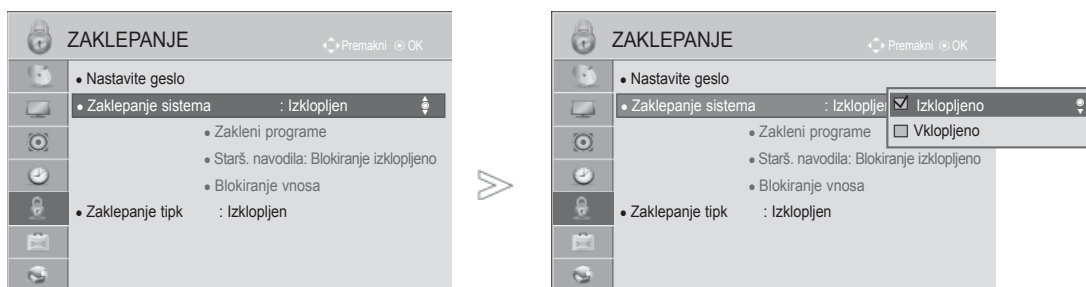 ZAKLEPANJE
Premakni OK
• Nastavite geslo
• Zaklepanje sistema : Izklopljen
• Zakleni programe
• Starš. navodila: Blokiranje izklopljeno
• Blokiranje vnosa
• Zaklepanje tipk : Izklopljen
ZAKLEPANJE
Premakni OK
• Nastavite geslo
• Zaklepanje sistema : Izklopljen
Izklopljeno
Vklopljeno
• Zakleni programe
• Starš. navodila: Blokiranje izklopljeno
• Blokiranje vnosa
• Zaklepanje tipk : Izklopljen